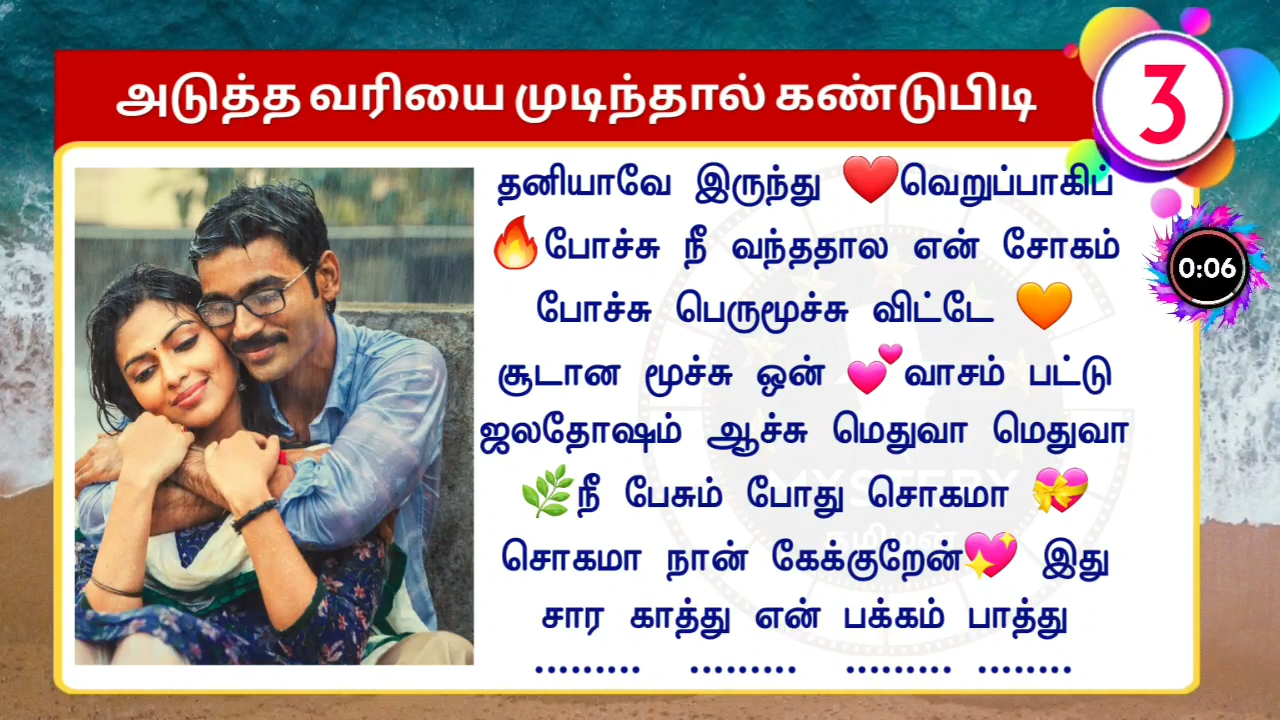 அடுத்த வரியை முடிந்தால் கண்டுபிடி
3
தனியாவே இருந்து ❤️வெறுப்பாகிப்
🔥போச்சு நீ வந்ததால என் சோகம்
0:06
போச்சு பெருமூச்சு விட்டே 🧡
சூடான மூச்சு ஒன் 💕வாசம் பட்டு
ஜலதோஷம் ஆச்சு மெதுவா மெதுவா
🌿நீ பேசும் போது சொகமா 💝
சொகமா நான் கேக்குறேன்💖 இது
சார காத்து என் பக்கம் பாத்து
......... ......... ......... ........